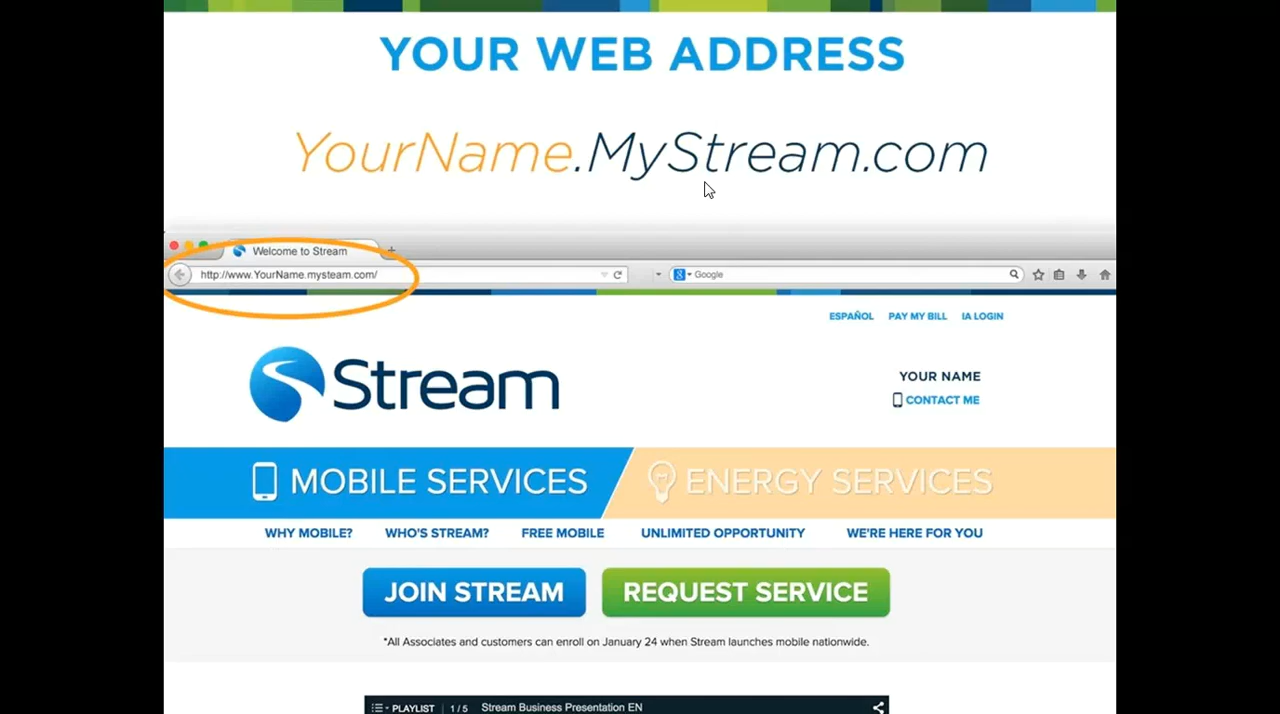 YOUR WEB ADDRESS
YourName.MyStream.com
Welcome to Stream
http://www.YourName.mysteam.com/
Google
ESPAÑOL PAY MY BILL IA LOGIN
Stream
YOUR NAME
CONTACT ME
MOBILE SERVICES ENERGY SERVICES
WHY MOBILE? WHO'S STREAM? FREE MOBILE UNLIMITED OPPORTUNITY WE'RE HERE FOR YOU
JOIN STREAM REQUEST SERVICE
*All Associates and customers can enroll on January 24 when Stream launches mobile nationwide.
PLAYLIST 1/5 Stream Business Presentation EN